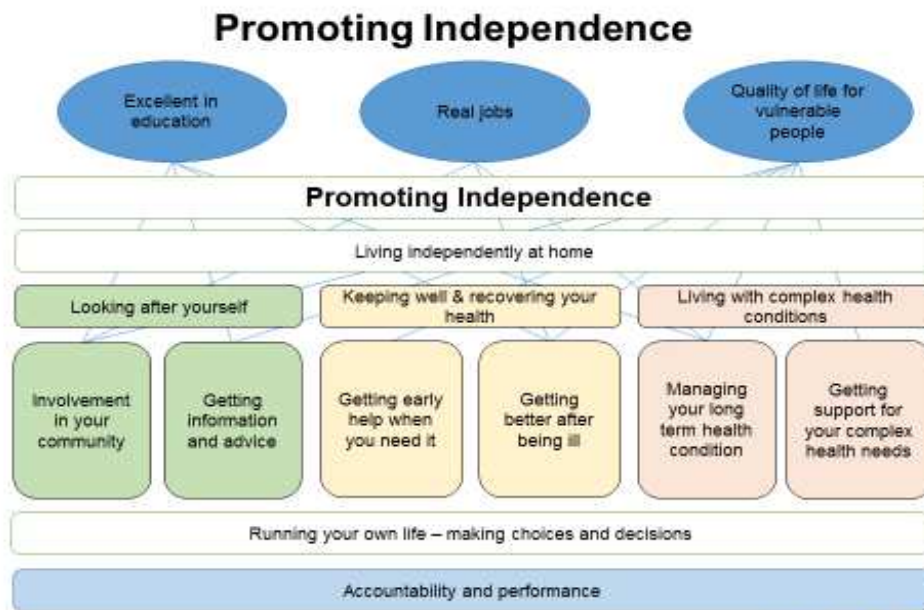 Promoting Independence
Excellent in
education
Real jobs
Quality of life for
vulnerable
people
Promoting Independence
Living independently at home
Looking after yourself
Keeping well & recovering your
health
Living with complex health
conditions
Involvement
in your
community
Getting
information
and advice
Getting early
help when
you need it
Getting
better after
being ill
Managing
your long
term health
condition
Getting
support for
your complex
health needs
Running your own life – making choices and decisions
Accountability and performance